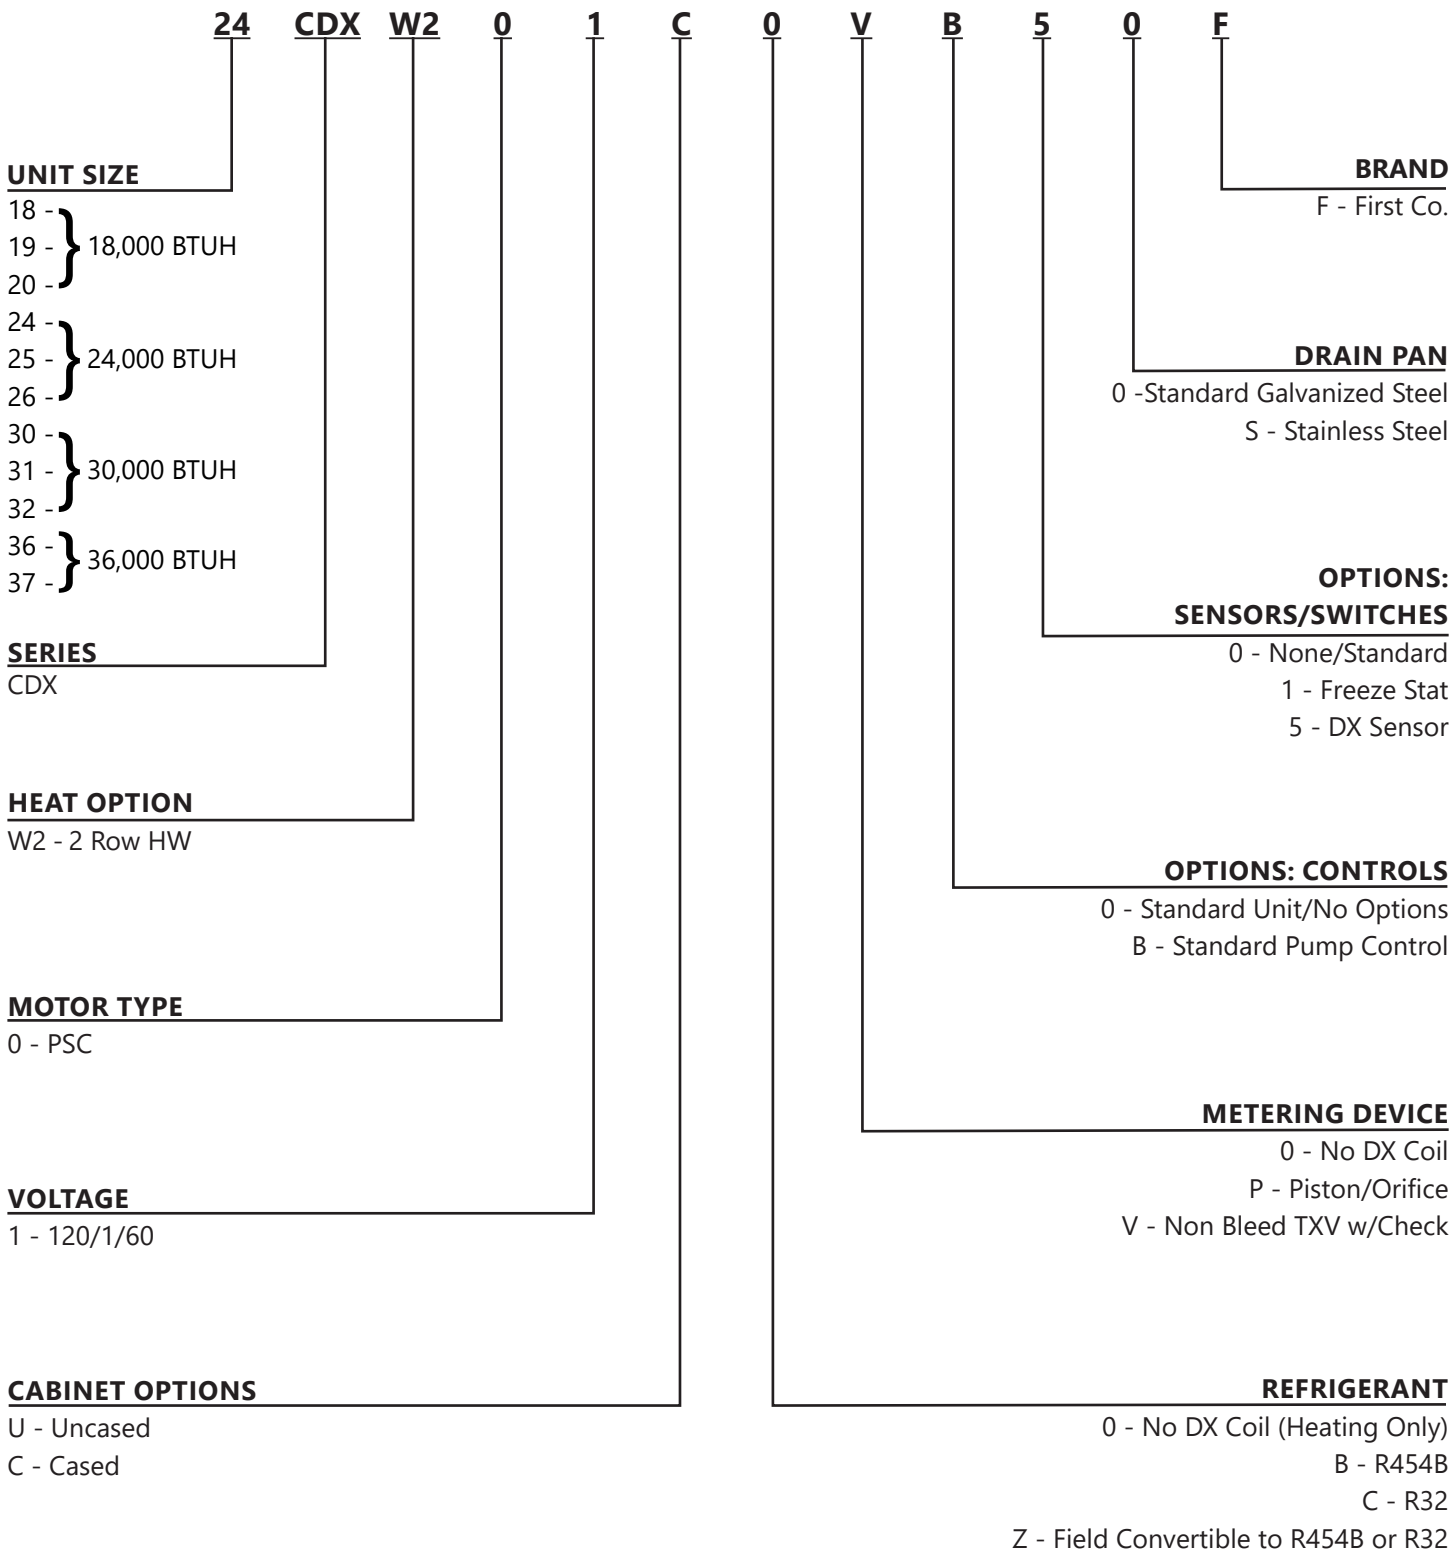 24 CDX W2 0 1 C 0 V B 5 0 F
UNIT SIZE
18 -
19 - 18,000 BTUH
20 -
24 -
25 - 24,000 BTUH
26 -
30 -
31 - 30,000 BTUH
32 -
36 -
36,000 BTUH
37 -
SERIES
CDX
HEAT OPTION
W2 - 2 Row HW
MOTOR TYPE
0 - PSC
VOLTAGE
1 - 120/1/60
CABINET OPTIONS
U - Uncased
C - Cased
BRAND
F - First Co.
DRAIN PAN
0 -Standard Galvanized Steel
S - Stainless Steel
OPTIONS:
SENSORS/SWITCHES
0 - None/Standard
1 - Freeze Stat
5 - DX Sensor
OPTIONS: CONTROLS
0 - Standard Unit/No Options
B - Standard Pump Control
METERING DEVICE
0 - No DX Coil
P - Piston/Orifice
V - Non Bleed TXV w/Check
REFRIGERANT
0 - No DX Coil (Heating Only)
B - R454B
C - R32
Z - Field Convertible to R454B or R32